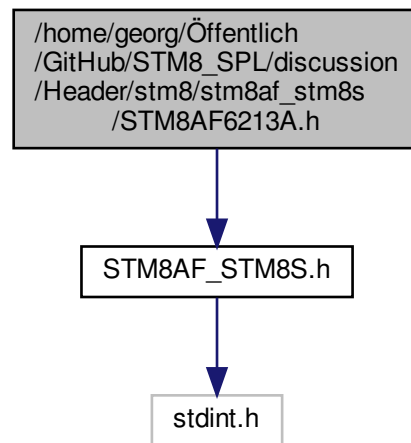 /home/georg/Öffentlich
/GitHub/STM8_SPL/discussion
/Header/stm8/stm8af_stm8s
/STM8AF6213A.h
STM8AF_STM8S.h
stdint.h